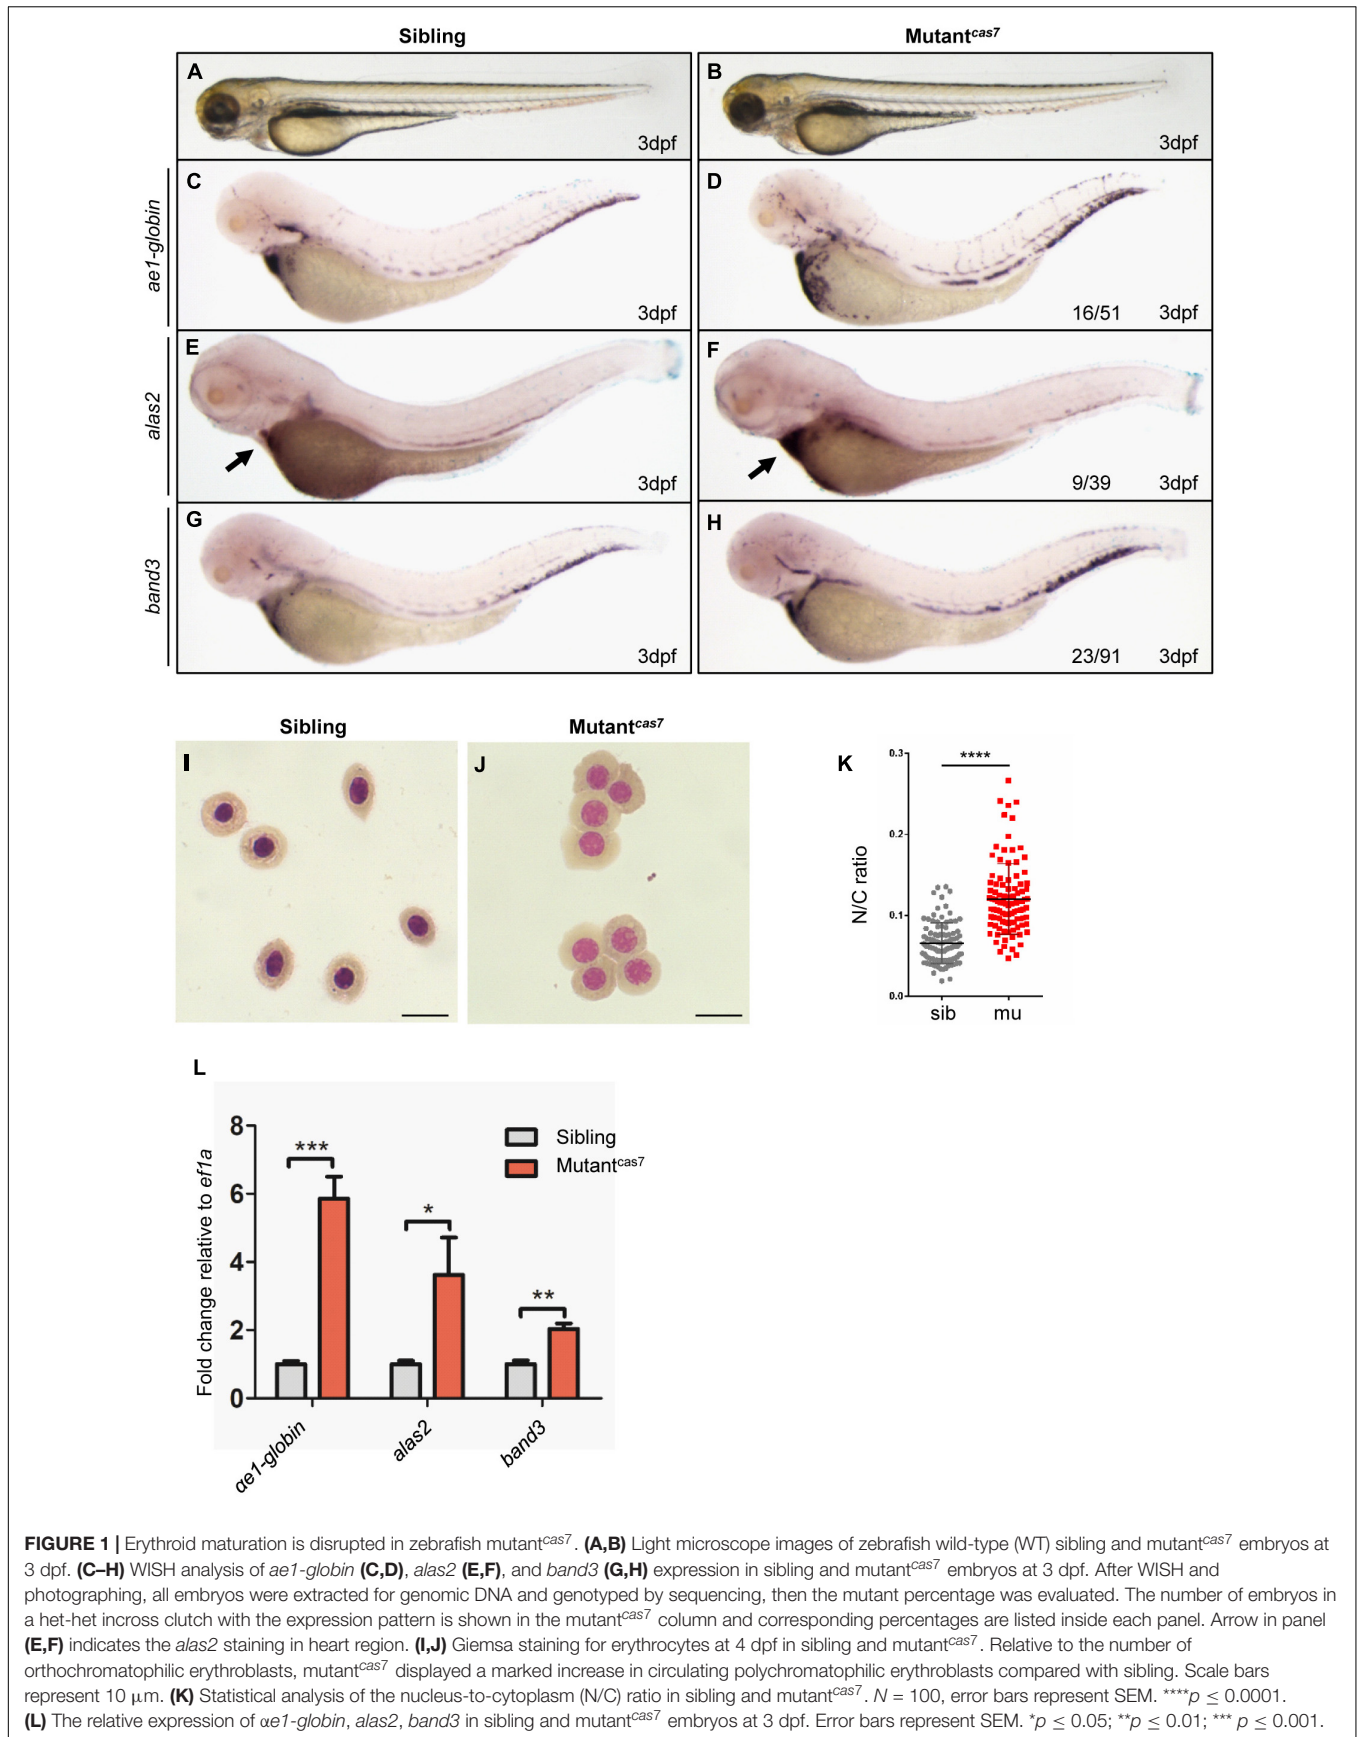 Sibling
Mutantcas7
A
3dpf
B
3dpf
ae1-globin
C
3dpf
D
16/51
3dpf
alas2
E
3dpf
F
9/39
3dpf
band3
G
3dpf
H
23/91
3dpf
Sibling
Mutantcas7
I
J
K
N/C ratio
0.3
0.2
0.1
0.0
****
sib
mu
L
Fold change relative to ef1a
8
6
4
2
0
***
*
**
Sibling
Mutantcas7
αe1-globin
alas2
band3
FIGURE 1 | Erythroid maturation is disrupted in zebrafish mutantcas7. (A,B) Light microscope images of zebrafish wild-type (WT) sibling and mutantcas7 embryos at
3 dpf. (C–H) WISH analysis of ae1-globin (C,D), alas2 (E,F), and band3 (G,H) expression in sibling and mutantcas7 embryos at 3 dpf. After WISH and
photographing, all embryos were extracted for genomic DNA and genotyped by sequencing, then the mutant percentage was evaluated. The number of embryos in
a het-het incross clutch with the expression pattern is shown in the mutantcas7 column and corresponding percentages are listed inside each panel. Arrow in panel
(E,F) indicates the alas2 staining in heart region. (I,J) Giemsa staining for erythrocytes at 4 dpf in sibling and mutantcas7. Relative to the number of
orthochromatophilic erythroblasts, mutantcas7 displayed a marked increase in circulating polychromatophilic erythroblasts compared with sibling. Scale bars
represent 10 μm. (K) Statistical analysis of the nucleus-to-cytoplasm (N/C) ratio in sibling and mutantcas7. N = 100, error bars represent SEM. ****p ≤ 0.0001.
(L) The relative expression of αe1-globin, alas2, band3 in sibling and mutantcas7 embryos at 3 dpf. Error bars represent SEM. *p ≤ 0.05; **p ≤ 0.01; *** p ≤ 0.001.